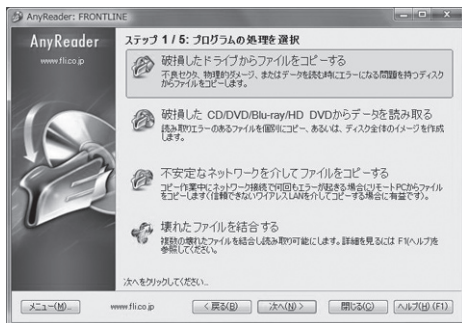 AnyReader: FRONTLINE
AnyReader
www.fli.co.jp
ステップ 1 / 5: プログラムの処理を選択
破損したドライブからファイルをコピーする
不良セクタ、物理的ダメージ、またはデータを読む時にエラーになる問題を持つディスク
からファイルをコピーします。
破損した CD/DVD/Blu-ray/HD DVDからデータを読み取る
読み取りエラーのあるファイルを個別にコピー、あるいは、ディスク全体のイメージを作成
します。
不安定なネットワークを介してファイルをコピーする
コピー作業中にネットワーク接続で何回もエラーが起きる場合にリモートPCからファイル
をコピーします(信頼できないワイアレスLANを介してコピーする場合に有益です)。
壊れたファイルを結合する
複数の壊れたファイルを結合し読み取り可能にします。詳細を見るには F1(ヘルプ)を
参照してください。
次へをクリックしてください..
メニュー(M)...
www.fli.co.jp
< 戻る(B)
次へ(N) >
閉じる(C)
ヘルプ(H) (F1)